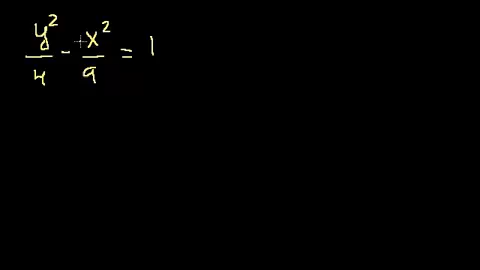 y²/4 - x²/9 = 1